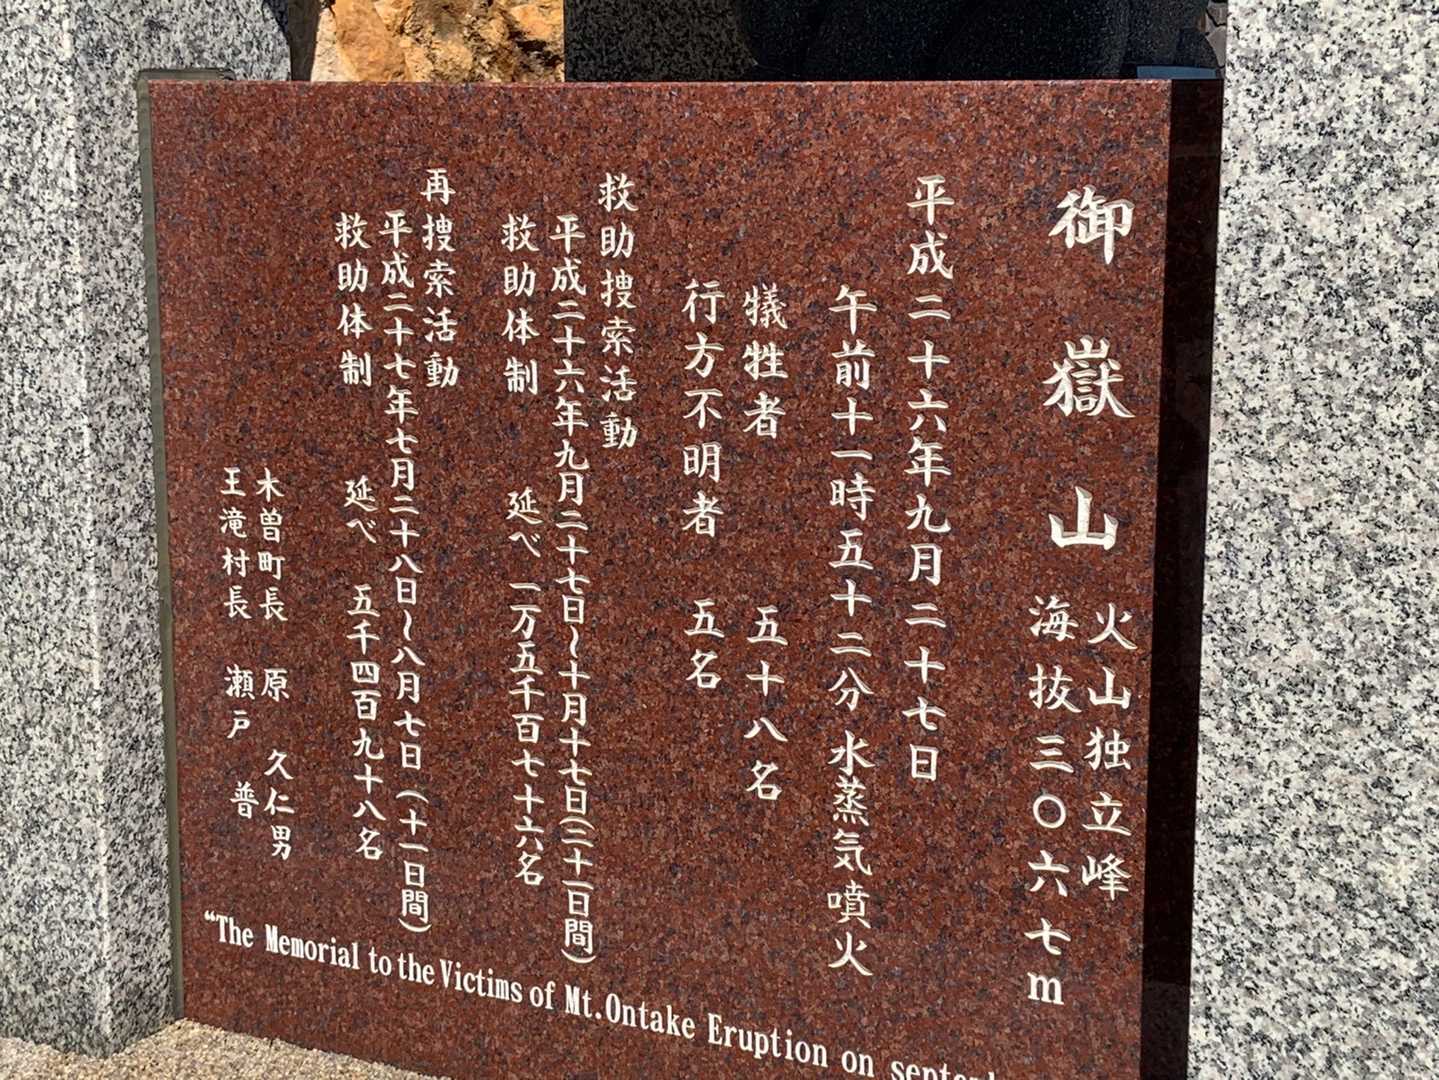 御嶽山 火山独立峰
海抜三〇六七m
平成二十六年九月二十七日
午前十一時五十二分 水蒸気噴火
犠牲者 五十八名
行方不明者 五名
救助捜索活動
平成二十六年九月二十七日～十月十七日(二十一日間)
救助体制 延べ 一万五千百七十六名
再捜索活動
平成二十七年七月二十八日～八月七日(十一日間)
救助体制 延べ 五千四百九十八名
木曽町長 原 久仁男
王滝村長 瀬戸 普
“The Memorial to the Victims of Mt.Ontake Eruption on